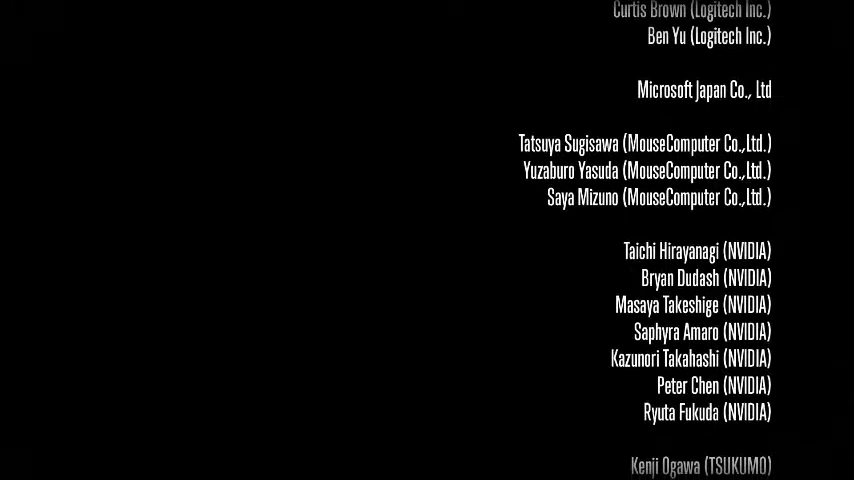 Curtis Brown (Logitech Inc.)
Ben Yu (Logitech Inc.)
Microsoft Japan Co., Ltd
Tatsuya Sugisawa (MouseComputer Co.,Ltd.)
Yuzaburo Yasuda (MouseComputer Co.,Ltd.)
Saya Mizuno (MouseComputer Co.,Ltd.)
Taichi Hirayanagi (NVIDIA)
Bryan Dudash (NVIDIA)
Masaya Takeshige (NVIDIA)
Saphyra Amaro (NVIDIA)
Kazunori Takahashi (NVIDIA)
Peter Chen (NVIDIA)
Ryuta Fukuda (NVIDIA)
Kenji Ogawa (TSUKUMO)